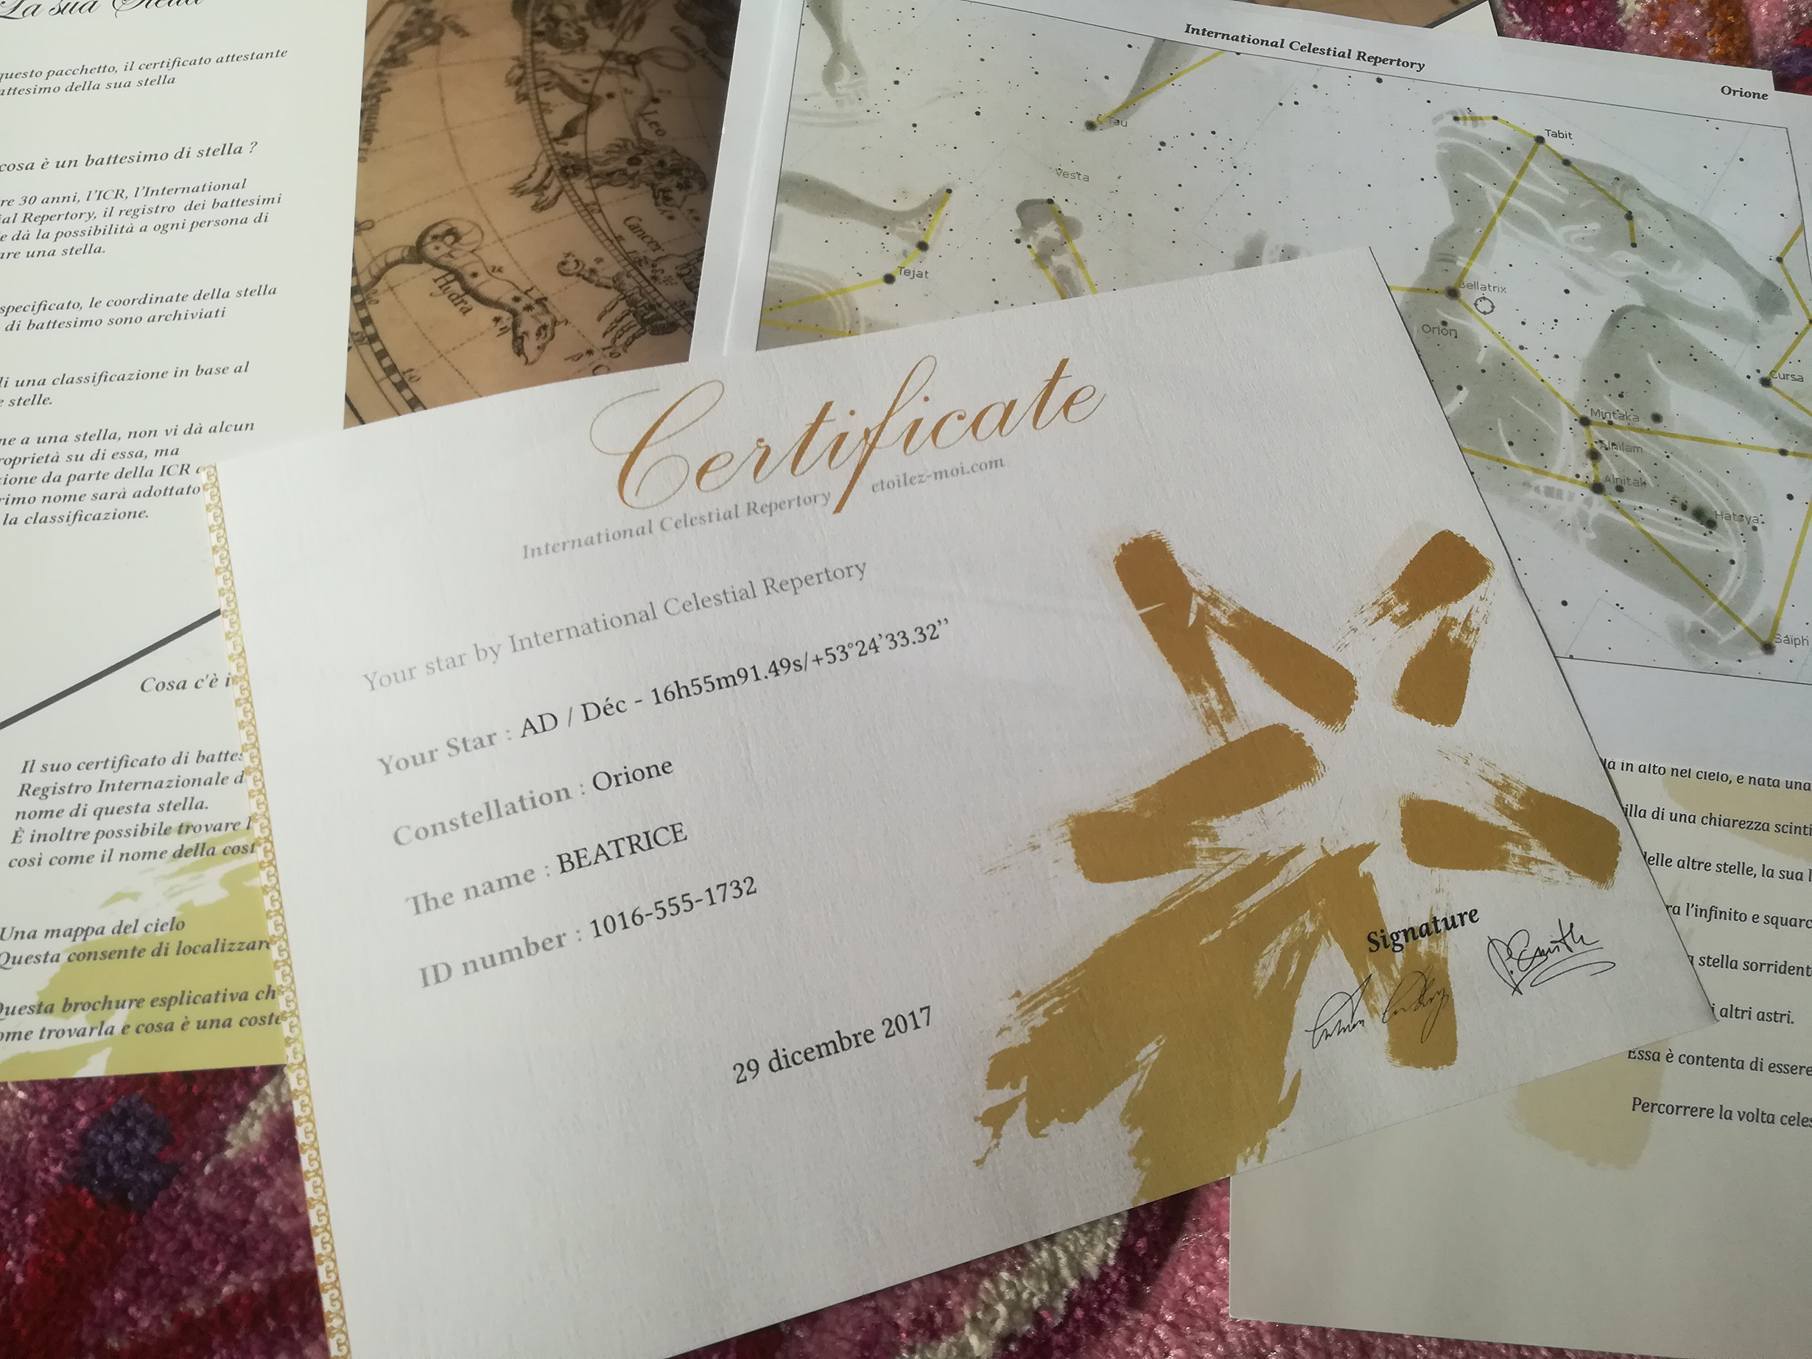 La sua Stella
questo pacchetto, il certificato attestante
attesimo della sua stella
cosa è un battesimo di stella ?
re 30 anni, l'ICR, l'International
ial Repertory, il registro dei battesimi
e dà la possibilità a ogni persona di
are una stella.
specificato, le coordinate della stella
di battesimo sono archiviati
di una classificazione in base al
e stelle.
ne a una stella, non vi dà alcun
roprietà su di essa, ma
zione da parte della ICR
rimo nome sarà adottato
la classificazione.
Cosa c'è i
Il suo certificato di battes
Registro Internazionale d
nome di questa stella.
È inoltre possibile trovare l
così come il nome della cost
Una mappa del cielo
Questa consente di localizzar
Questa brochure esplicativa ch
ome trovarla e cosa è una coste
Leo
Cancer
Hydra
International Celestial Repertory
Orione
Tau
Vesta
Tejat
Tabit
Bellatrix
Orion
Cursa
Mintaka
Alnilam
Alnitak
Hatsya
Saiph
Certificate
International Celestial Repertory etoilez-moi.com
Your star by International Celestial Repertory
Your Star : AD / Déc - 16h55m91.49s/+53°24'33.32''
Constellation : Orione
The name : BEATRICE
ID number : 1016-555-1732
29 dicembre 2017
Signature
la in alto nel cielo, è nata una
illa di una chiarezza scinti
delle altre stelle, la sua l
ra l'infinito e squarc
stella sorrident
i altri astri.
Essa è contenta di essere
Percorrere la volta celes